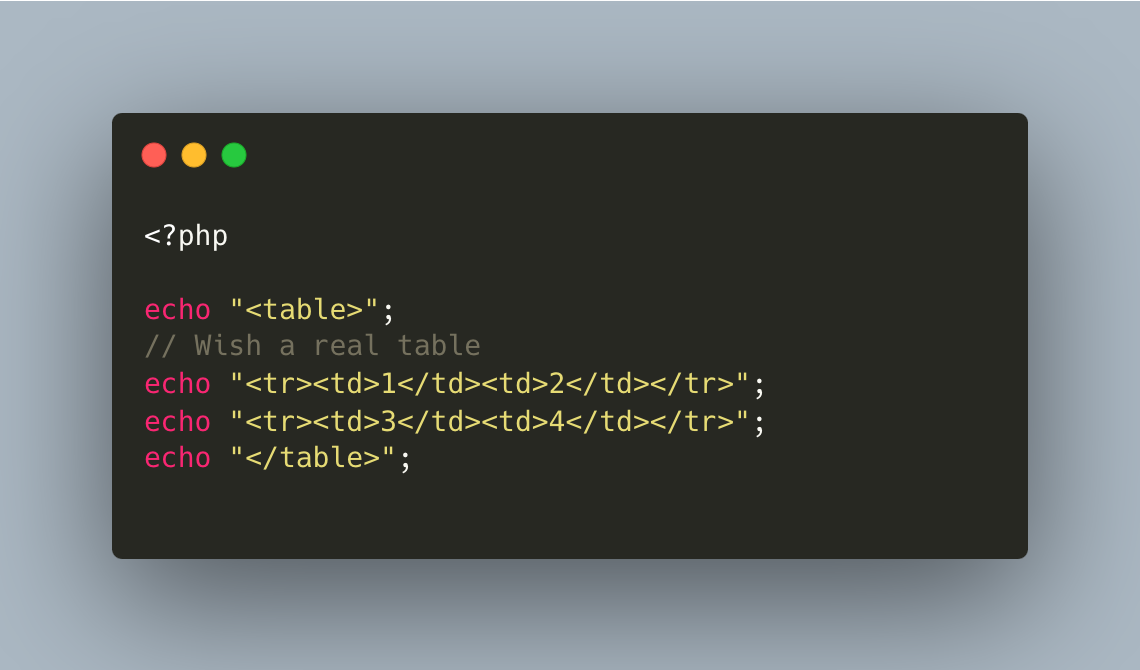 <?php
echo "<table>";
// Wish a real table
echo "<tr><td>1</td><td>2</td></tr>";
echo "<tr><td>3</td><td>4</td></tr>";
echo "</table>";